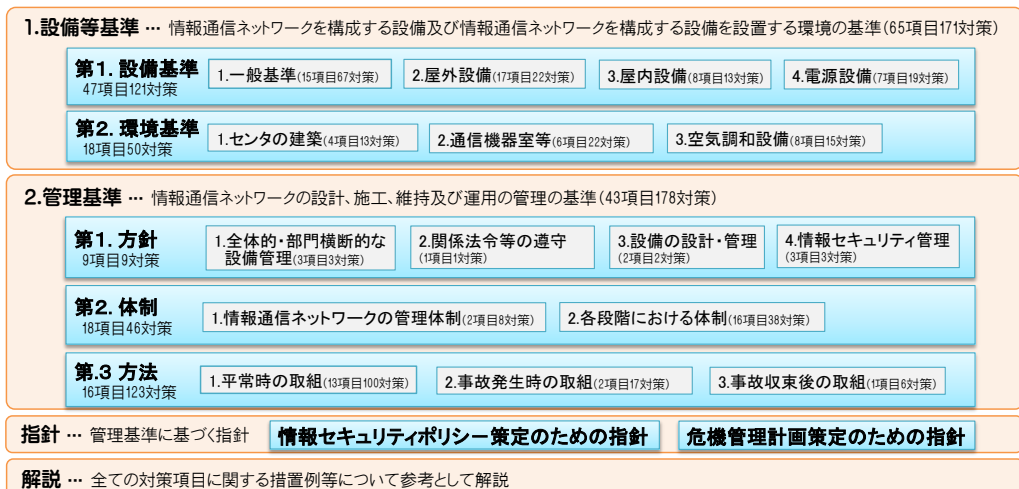 1.設備等基準 … 情報通信ネットワークを構成する設備及び情報通信ネットワークを構成する設備を設置する環境の基準(65項目171対策)
第1. 設備基準
47項目121対策
1.一般基準(15項目67対策)
2.屋外設備(17項目22対策)
3.屋内設備(8項目13対策)
4.電源設備(7項目19対策)
第2. 環境基準
18項目50対策
1.センタの建築(4項目13対策)
2.通信機器室等(6項目22対策)
3.空気調和設備(8項目15対策)
2.管理基準 … 情報通信ネットワークの設計、施工、維持及び運用の管理の基準(43項目178対策)
第1. 方針
9項目9対策
1.全体的・部門横断的な
設備管理(3項目3対策)
2.関係法令等の遵守
(1項目1対策)
3.設備の設計・管理
(2項目2対策)
4.情報セキュリティ管理
(3項目3対策)
第2. 体制
18項目46対策
1.情報通信ネットワークの管理体制(2項目8対策)
2.各段階における体制(16項目38対策)
第.3 方法
16項目123対策
1.平常時の取組(13項目100対策)
2.事故発生時の取組(2項目17対策)
3.事故収束後の取組(1項目6対策)
指針 … 管理基準に基づく指針
情報セキュリティポリシー策定のための指針
危機管理計画策定のための指針
解説 … 全ての対策項目に関する措置例等について参考として解説